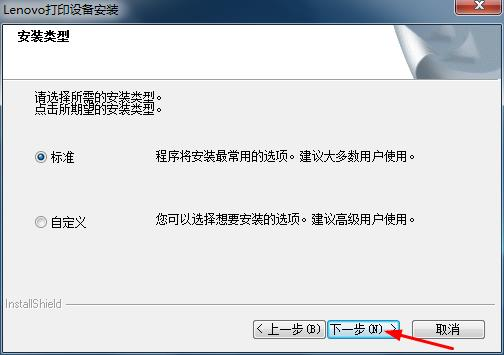 Lenovo打印设备安装
安装类型
请选择所需的安装类型。
点击所期望的安装类型。
标准 程序将安装最常用的选项。建议大多数用户使用。
自定义 您可以选择想要安装的选项。建议高级用户使用。
InstallShield
< 上一步(B) 下一步(N) > 取消